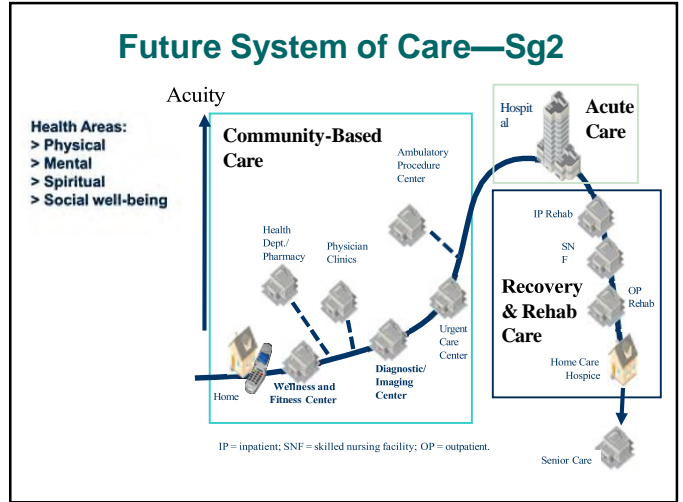 Future System of Care—Sg2
Acuity
Health Areas:
> Physical
> Mental
> Spiritual
> Social well-being
Community-Based
Care
Ambulatory
Procedure
Center
Health
Dept./
Pharmacy
Physician
Clinics
Urgent
Care
Center
Diagnostic/
Imaging
Center
Home
Wellness and
Fitness Center
Hospit
al
Acute
Care
IP Rehab
SN
F
Recovery
& Rehab
Care
OP
Rehab
Home Care
Hospice
Senior Care
IP = inpatient; SNF = skilled nursing facility; OP = outpatient.